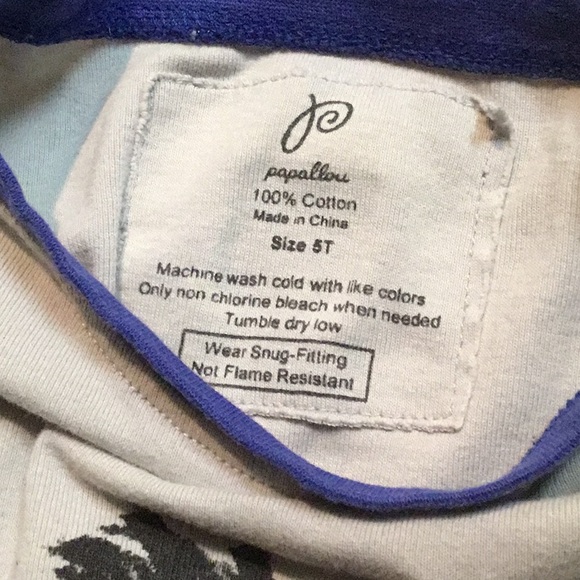 papallou
100% Cotton
Made in China
Size 5T
Machine wash cold with like colors
Only non chlorine bleach when needed
Tumble dry low
Wear Snug-Fitting
Not Flame Resistant